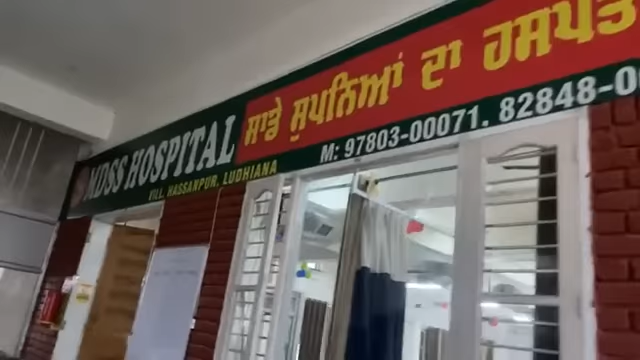 MDSS HOSPITAL
VILL. HASSANPUR, LUDHIANA
ਸਾਡੇ ਸੁਪਨਿਆਂ ਦਾ ਹਸਪਤ
M: 97803-00071. 82848-0